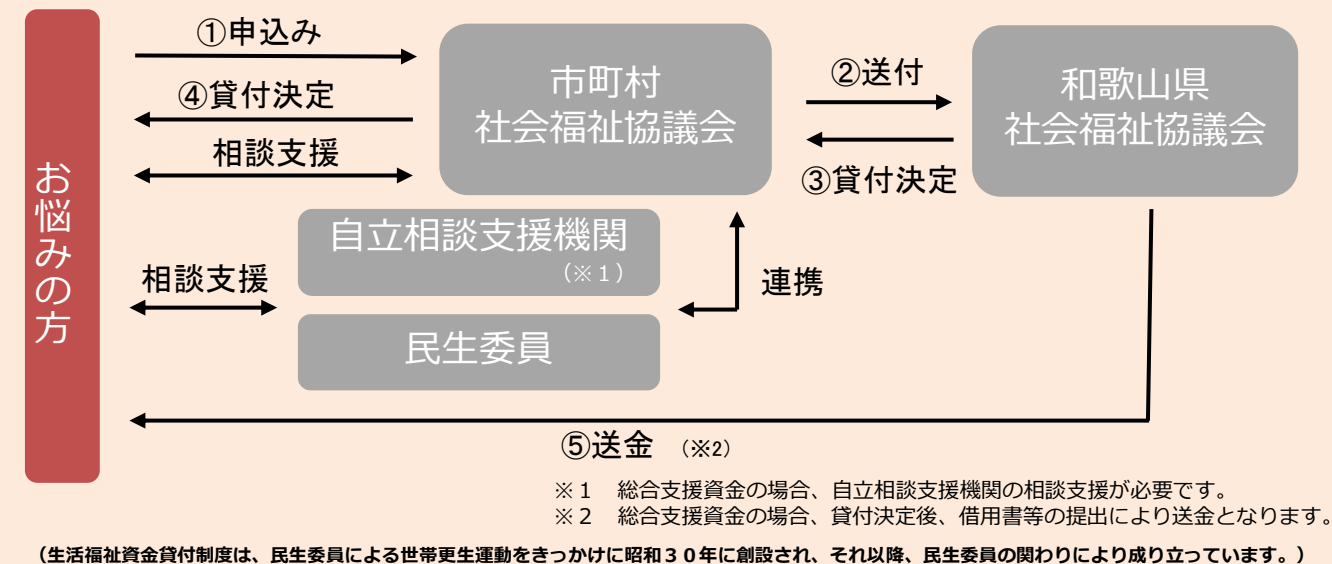 お悩みの方
①申込み
④貸付決定
相談支援
市町村
社会福祉協議会
②送付
③貸付決定
和歌山県
社会福祉協議会
相談支援
自立相談支援機関
（※１）
民生委員
連携
⑤送金 （※2）
※１　総合支援資金の場合、自立相談支援機関の相談支援が必要です。
※２　総合支援資金の場合、貸付決定後、借用書等の提出により送金となります。
（生活福祉資金貸付制度は、民生委員による世帯更生運動をきっかけに昭和３０年に創設され、それ以降、民生委員の関わりにより成り立っています。）